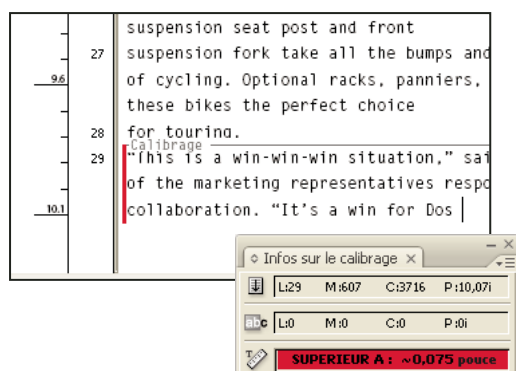 suspension seat post and front
27 suspension fork take all the bumps and
9.6 of cycling. Optional racks, panniers,
these bikes the perfect choice
28 for touring.
Calibrage
29 “This is a win-win-win situation,” sai
of the marketing representatives respo
10.1 collaboration. “It’s a win for Dos
Infos sur le calibrage
L:29 M:607 C:3716 P:10,07i
abc L:0 M:0 C:0 P:0i
T SUPERIEUR A : ~0,075 pouce